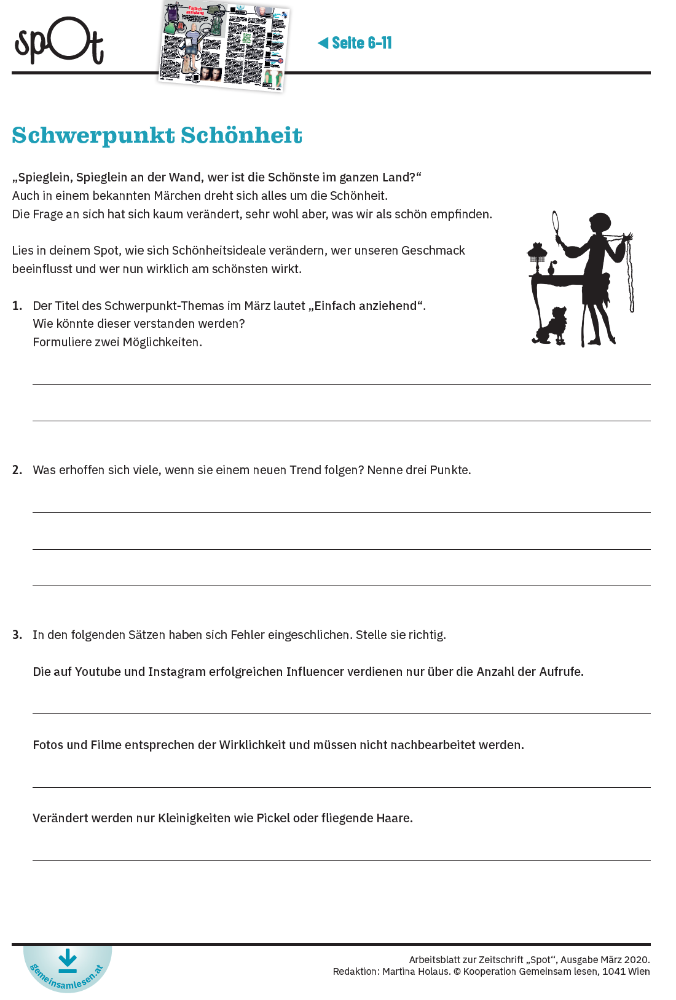 spot
Einfach
anziehend
◀ Seite 6–11
Schwerpunkt Schönheit
„Spieglein, Spieglein an der Wand, wer ist die Schönste im ganzen Land?“
Auch in einem bekannten Märchen dreht sich alles um die Schönheit.
Die Frage an sich hat sich kaum verändert, sehr wohl aber, was wir als schön empfinden.
Lies in deinem Spot, wie sich Schönheitsideale verändern, wer unseren Geschmack
beeinflusst und wer nun wirklich am schönsten wirkt.
1. Der Titel des Schwerpunkt-Themas im März lautet „Einfach anziehend“.
Wie könnte dieser verstanden werden?
Formuliere zwei Möglichkeiten.
2. Was erhoffen sich viele, wenn sie einem neuen Trend folgen? Nenne drei Punkte.
3. In den folgenden Sätzen haben sich Fehler eingeschlichen. Stelle sie richtig.
Die auf Youtube und Instagram erfolgreichen Influencer verdienen nur über die Anzahl der Aufrufe.
Fotos und Filme entsprechen der Wirklichkeit und müssen nicht nachbearbeitet werden.
Verändert werden nur Kleinigkeiten wie Pickel oder fliegende Haare.
gemeinsamlesen.at
Arbeitsblatt zur Zeitschrift „Spot“, Ausgabe März 2020.
Redaktion: Martina Holaus. © Kooperation Gemeinsam lesen, 1041 Wien